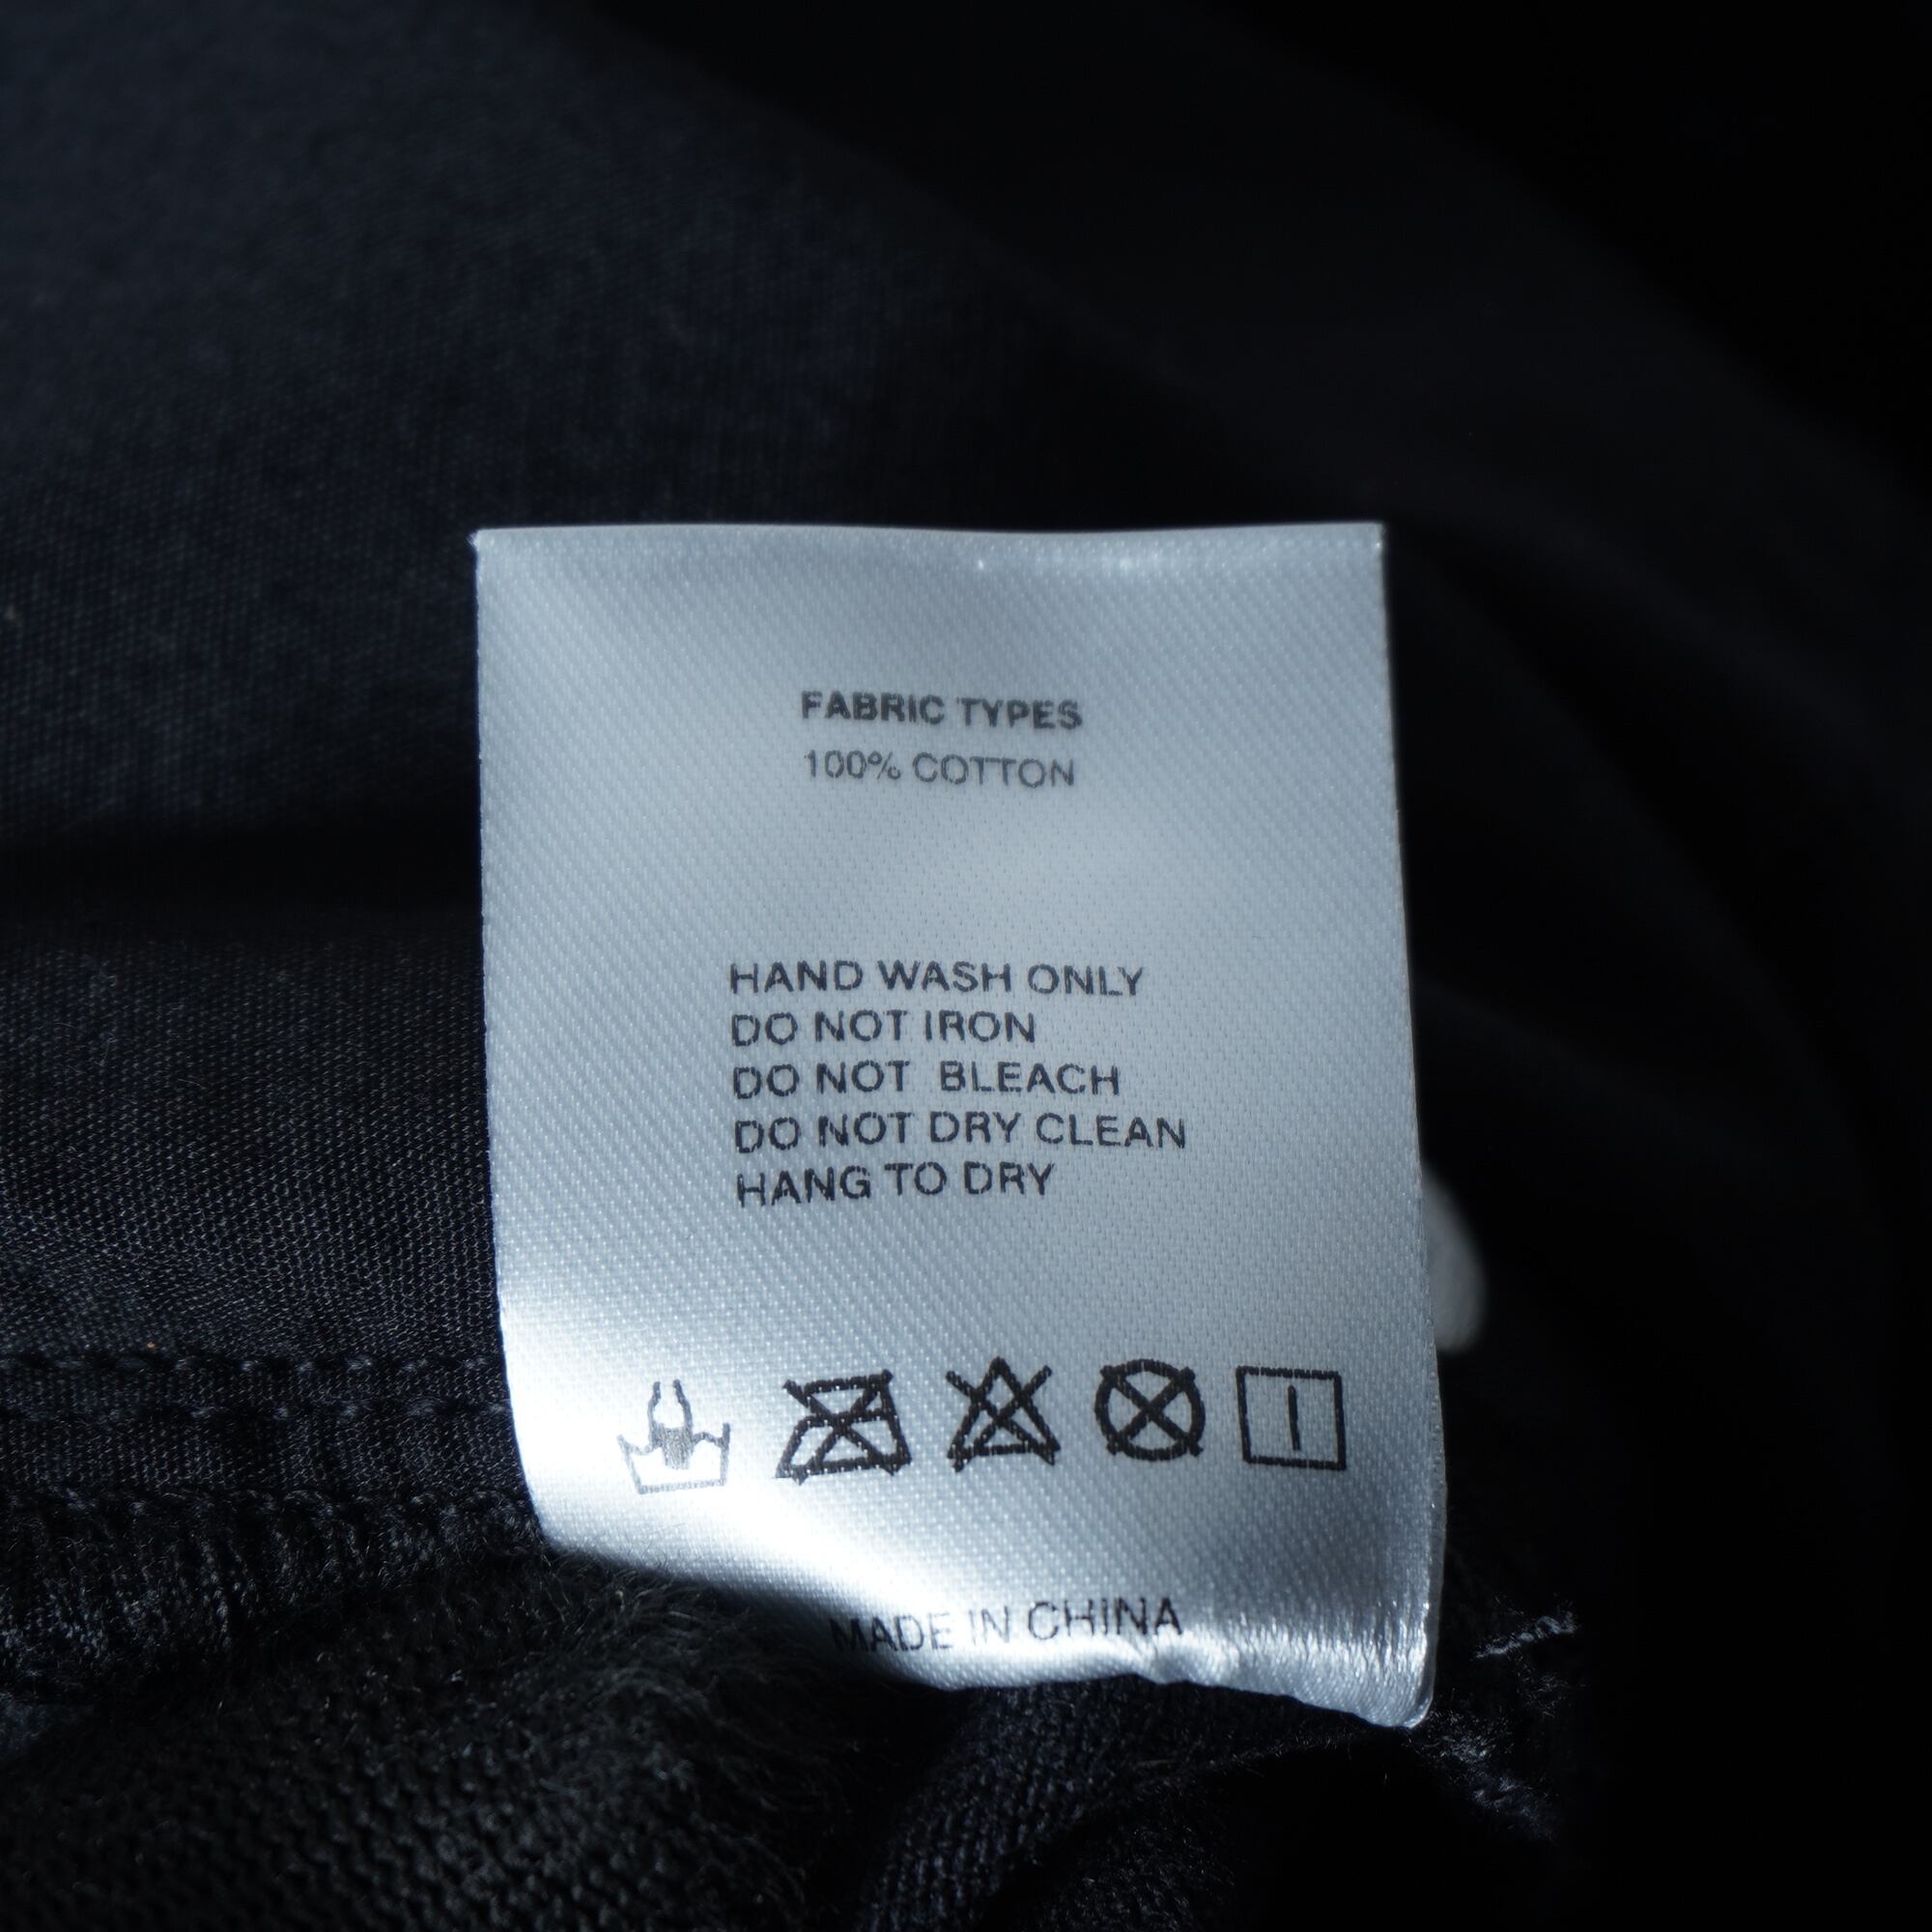 FABRIC TYPES
100% COTTON
HAND WASH ONLY
DO NOT IRON
DO NOT BLEACH
DO NOT DRY CLEAN
HANG TO DRY
MADE IN CHINA